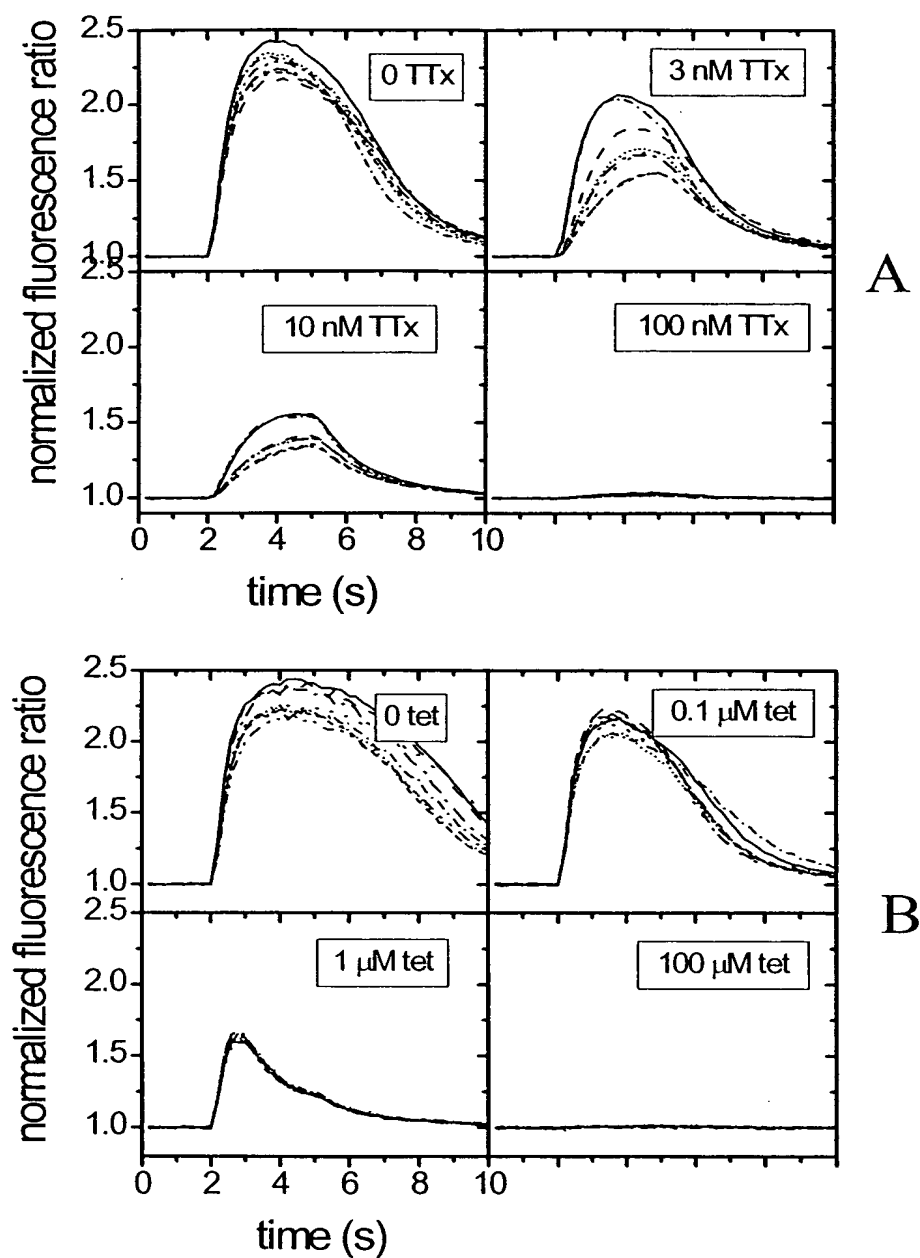 normalized fluorescence ratio
2.5
2.0
1.5
1.0
0 TTx
3 nM TTx
A
2.5
2.0
1.5
1.0
10 nM TTx
100 nM TTx
0 2 4 6 8 10
time (s)
normalized fluorescence ratio
2.5
2.0
1.5
1.0
0 tet
0.1 μM tet
B
2.5
2.0
1.5
1.0
1 μM tet
100 μM tet
0 2 4 6 8 10
time (s)